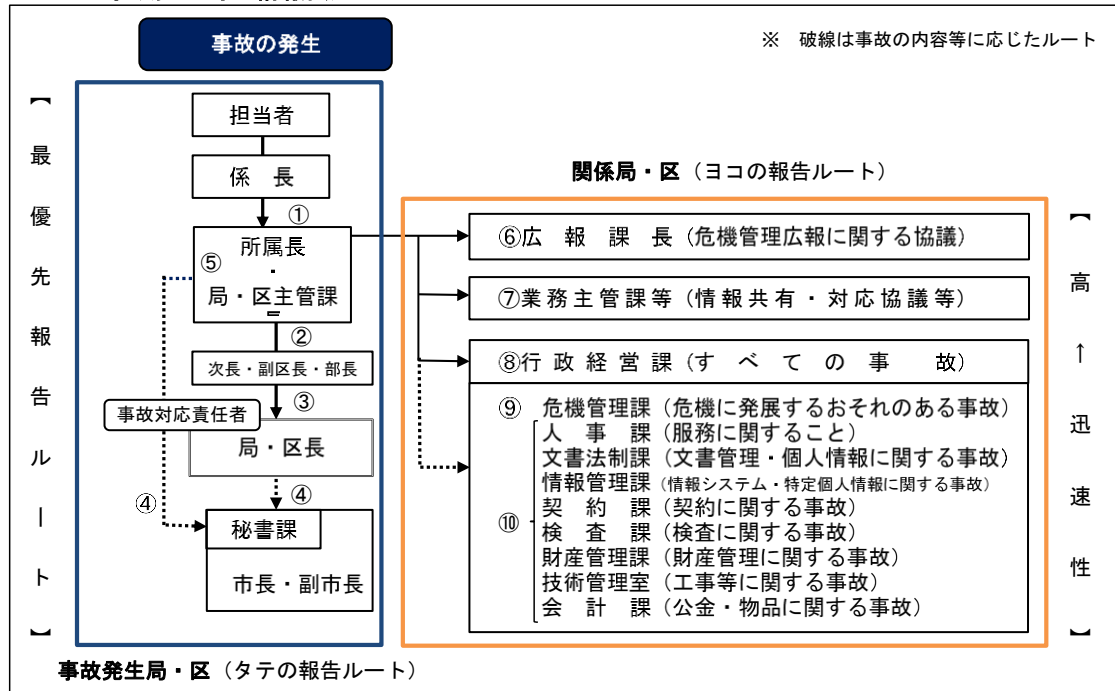 事故の発生
※ 破線は事故の内容等に応じたルート
【最優先報告ルート】
担当者
係 長
①
⑤ 所属長
・
局・区主管課
②
次長・副区長・部長
③
事故対応責任者
局・区長
④ ④
秘書課
市長・副市長
事故発生局・区(タテの報告ルート)
関係局・区(ヨコの報告ルート)
⑥広 報 課 長(危機管理広報に関する協議)
⑦業務主管課等(情報共有・対応協議等)
⑧行政経営課(す べ て の 事 故)
⑨ 危機管理課(危機に発展するおそれのある事故)
人 事 課(服務に関すること)
文書法制課(文書管理・個人情報に関する事故)
情報管理課(情報システム・特定個人情報に関する事故)
契 約 課(契約に関する事故)
⑩ 検 査 課(検査に関する事故)
財産管理課(財産管理に関する事故)
技術管理室(工事等に関する事故)
会 計 課(公金・物品に関する事故)
【高↑迅速性】